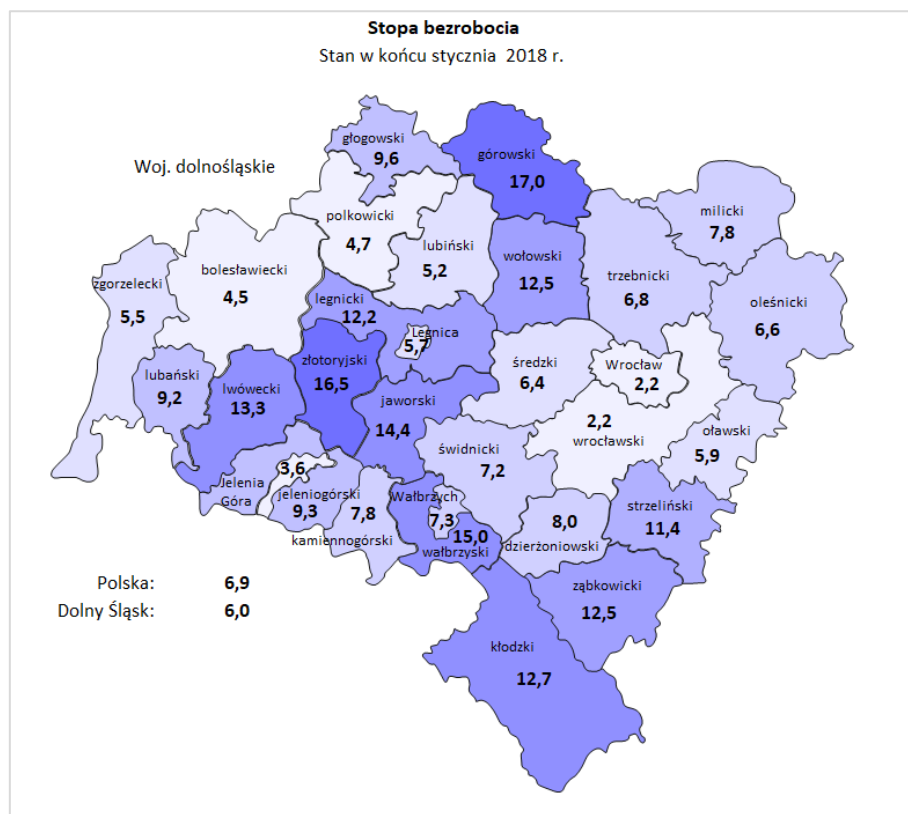 Stopa bezrobocia
Stan w końcu stycznia 2018 r.
Woj. dolnośląskie
głogowski
9,6
górowski
17,0
milicki
7,8
polkowicki
4,7
lubiński
5,2
wołowski
12,5
trzebnicki
6,8
oleśnicki
6,6
zgorzelecki
5,5
bolesławiecki
4,5
legnicki
12,2
Legnica
5,7
lubański
9,2
lwówecki
13,3
złotoryjski
16,5
jaworski
14,4
średzki
6,4
Wrocław
2,2
2,2
wrocławski
oławski
5,9
świdnicki
7,2
Jelenia
Góra
3,6
jeleniogórski
9,3
7,8
kamiennogórski
Wałbrzych
7,3
15,0
wałbrzyski
8,0
dzierżoniowski
strzeliński
11,4
ząbkowicki
12,5
kłodzki
12,7
Polska: 6,9
Dolny Śląsk: 6,0